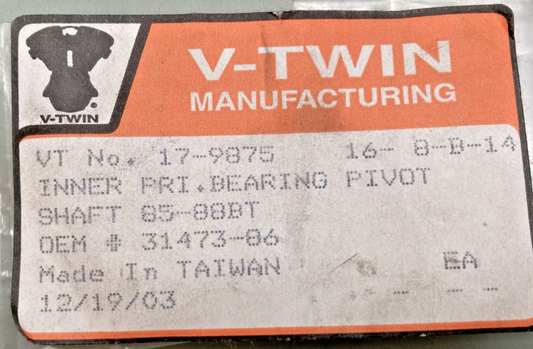 V-TWIN
MANUFACTURING
V-TWIN
VT No. 17-9875 16- 8-B-14
INNER PRI.BEARING PIVOT
SHAFT 85-88BT
OEM # 31473-86
Made In TAIWAN EA
12/19/03 - - -